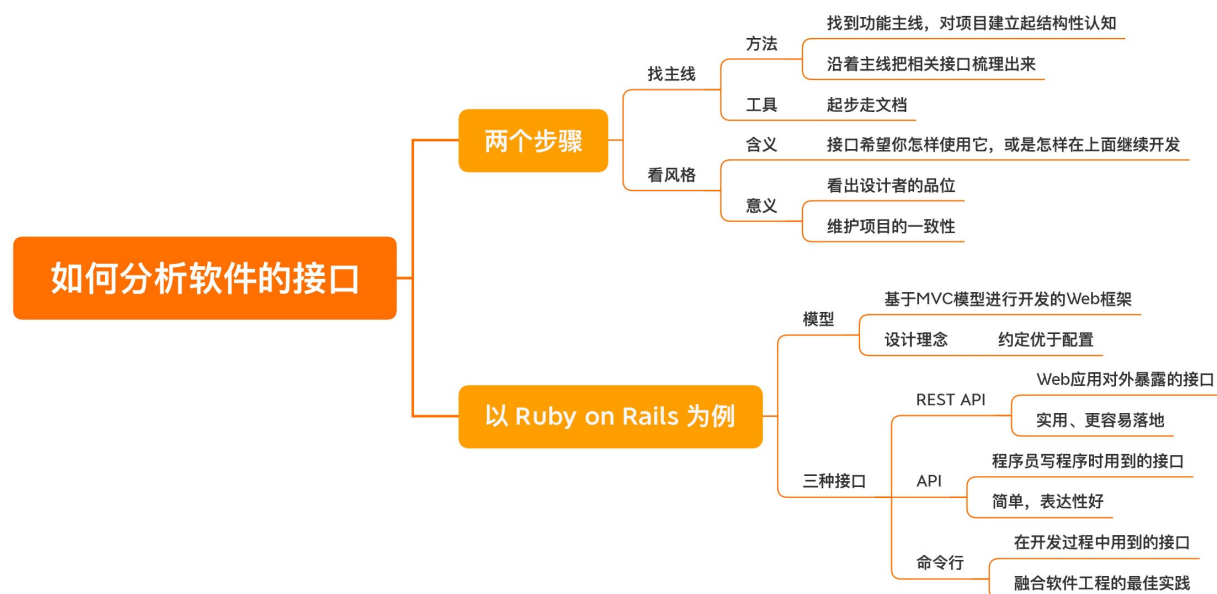 如何分析软件的接口
两个步骤
找主线
方法
找到功能主线，对项目建立起结构性认知
沿着主线把相关接口梳理出来
工具
起步走文档
看风格
含义
接口希望你怎样使用它，或是怎样在上面继续开发
意义
看出设计者的品位
维护项目的一致性
以 Ruby on Rails 为例
模型
基于MVC模型进行开发的Web框架
设计理念
约定优于配置
三种接口
REST API
Web应用对外暴露的接口
实用、更容易落地
API
程序员写程序时用到的接口
简单，表达性好
命令行
在开发过程中用到的接口
融合软件工程的最佳实践